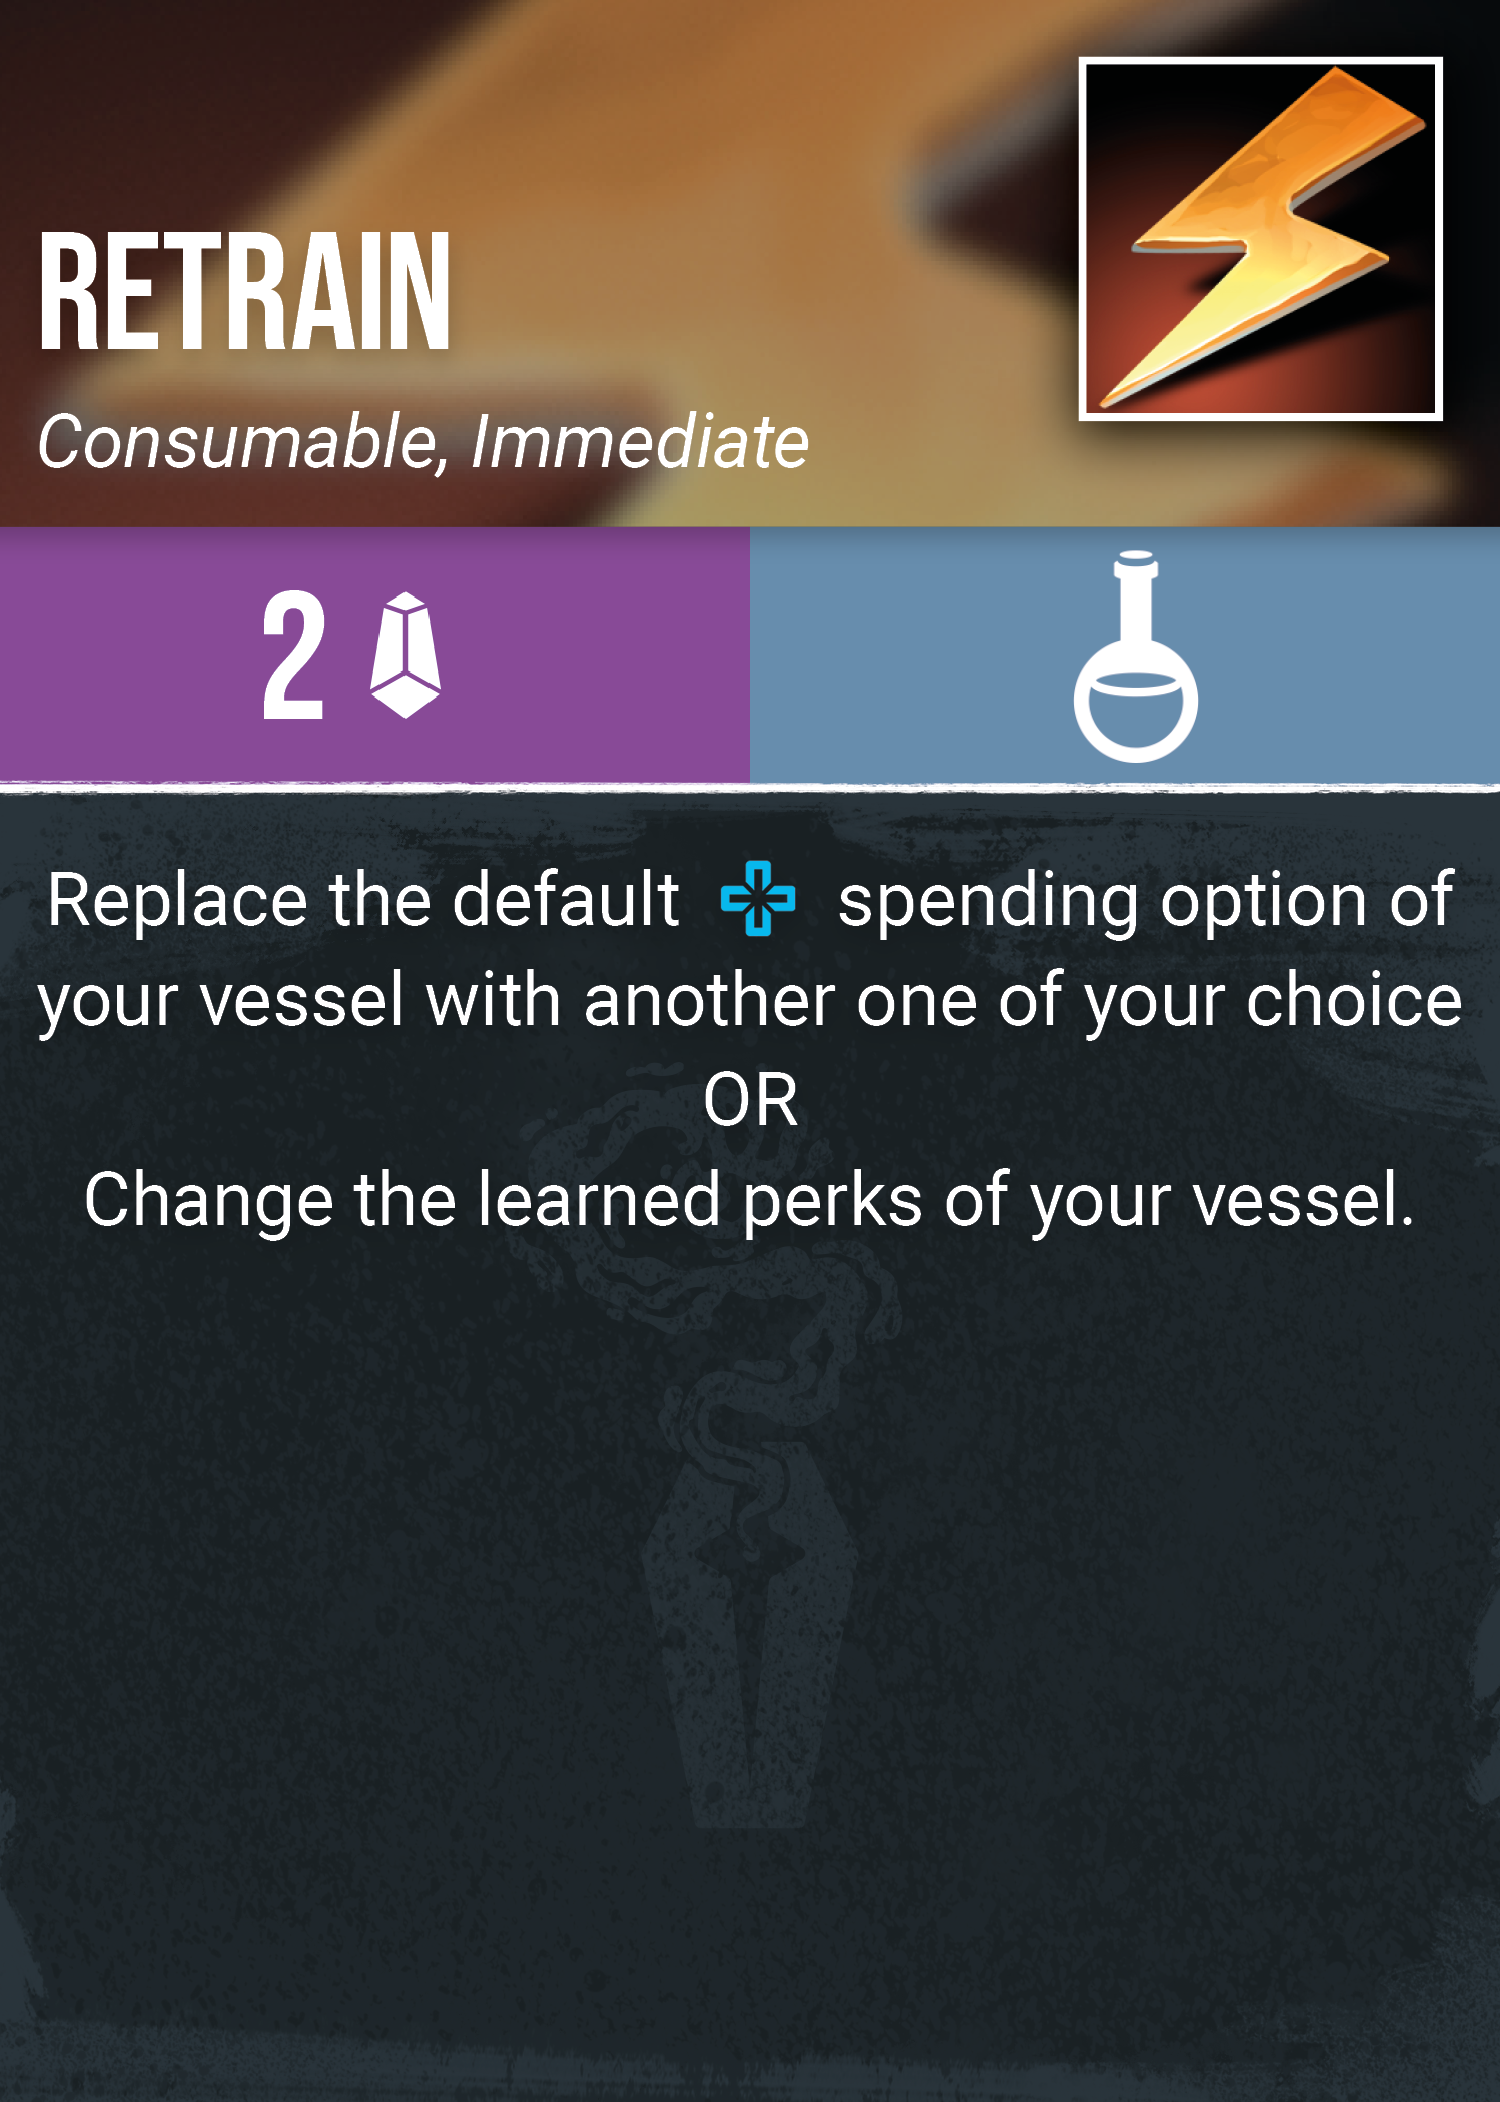 RETRAIN
Consumable, Immediate
2
Replace the default spending option of
your vessel with another one of your choice
OR
Change the learned perks of your vessel.